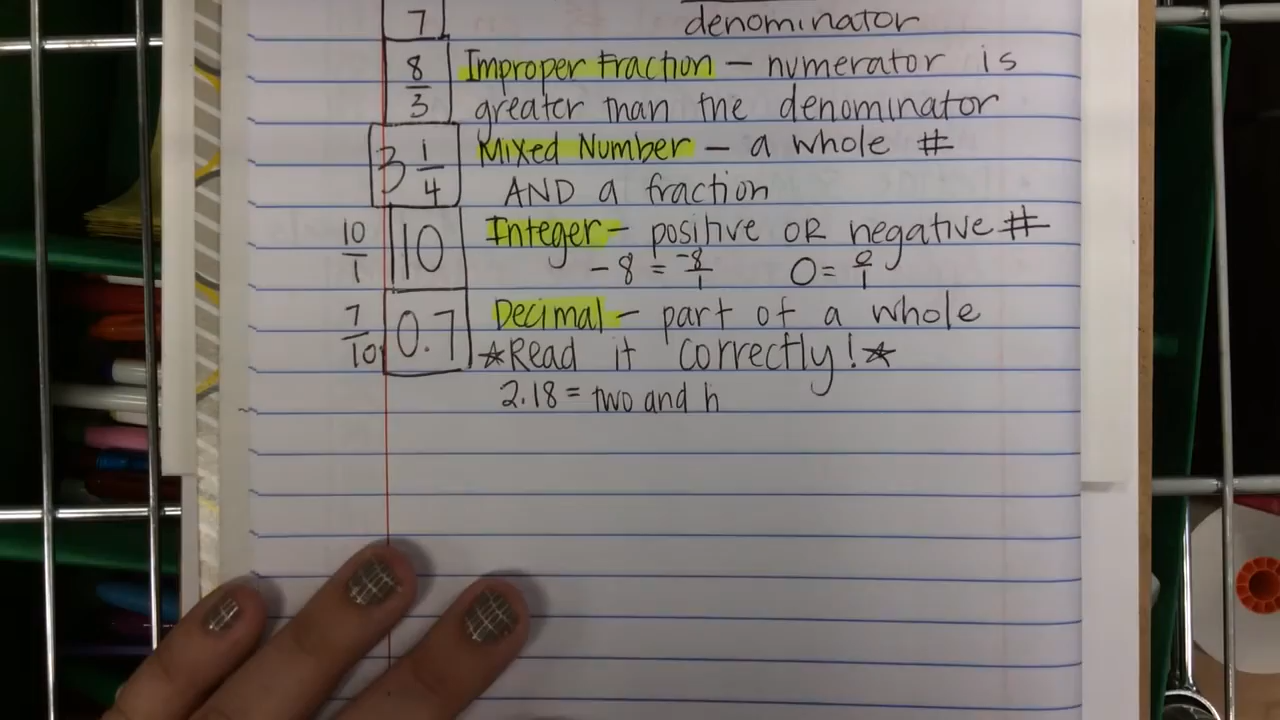 7 denominator
8/3 Improper Fraction – numerator is
greater than the denominator
3 1/4 Mixed Number – a whole #
AND a fraction
10/1 10 Integer – positive OR negative #
-8 = -8/1 0 = 0/1
7/10 0.7 Decimal – part of a whole
☆Read it correctly!☆
2.18 = two and h